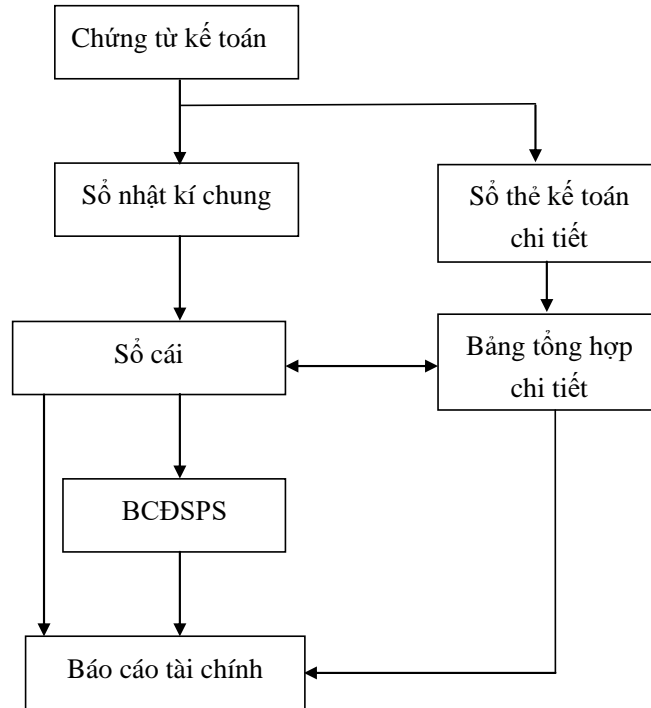 Chứng từ kế toán
Sổ nhật kí chung
Sổ thẻ kế toán
chi tiết
Sổ cái
Bảng tổng hợp
chi tiết
BCĐSPS
Báo cáo tài chính